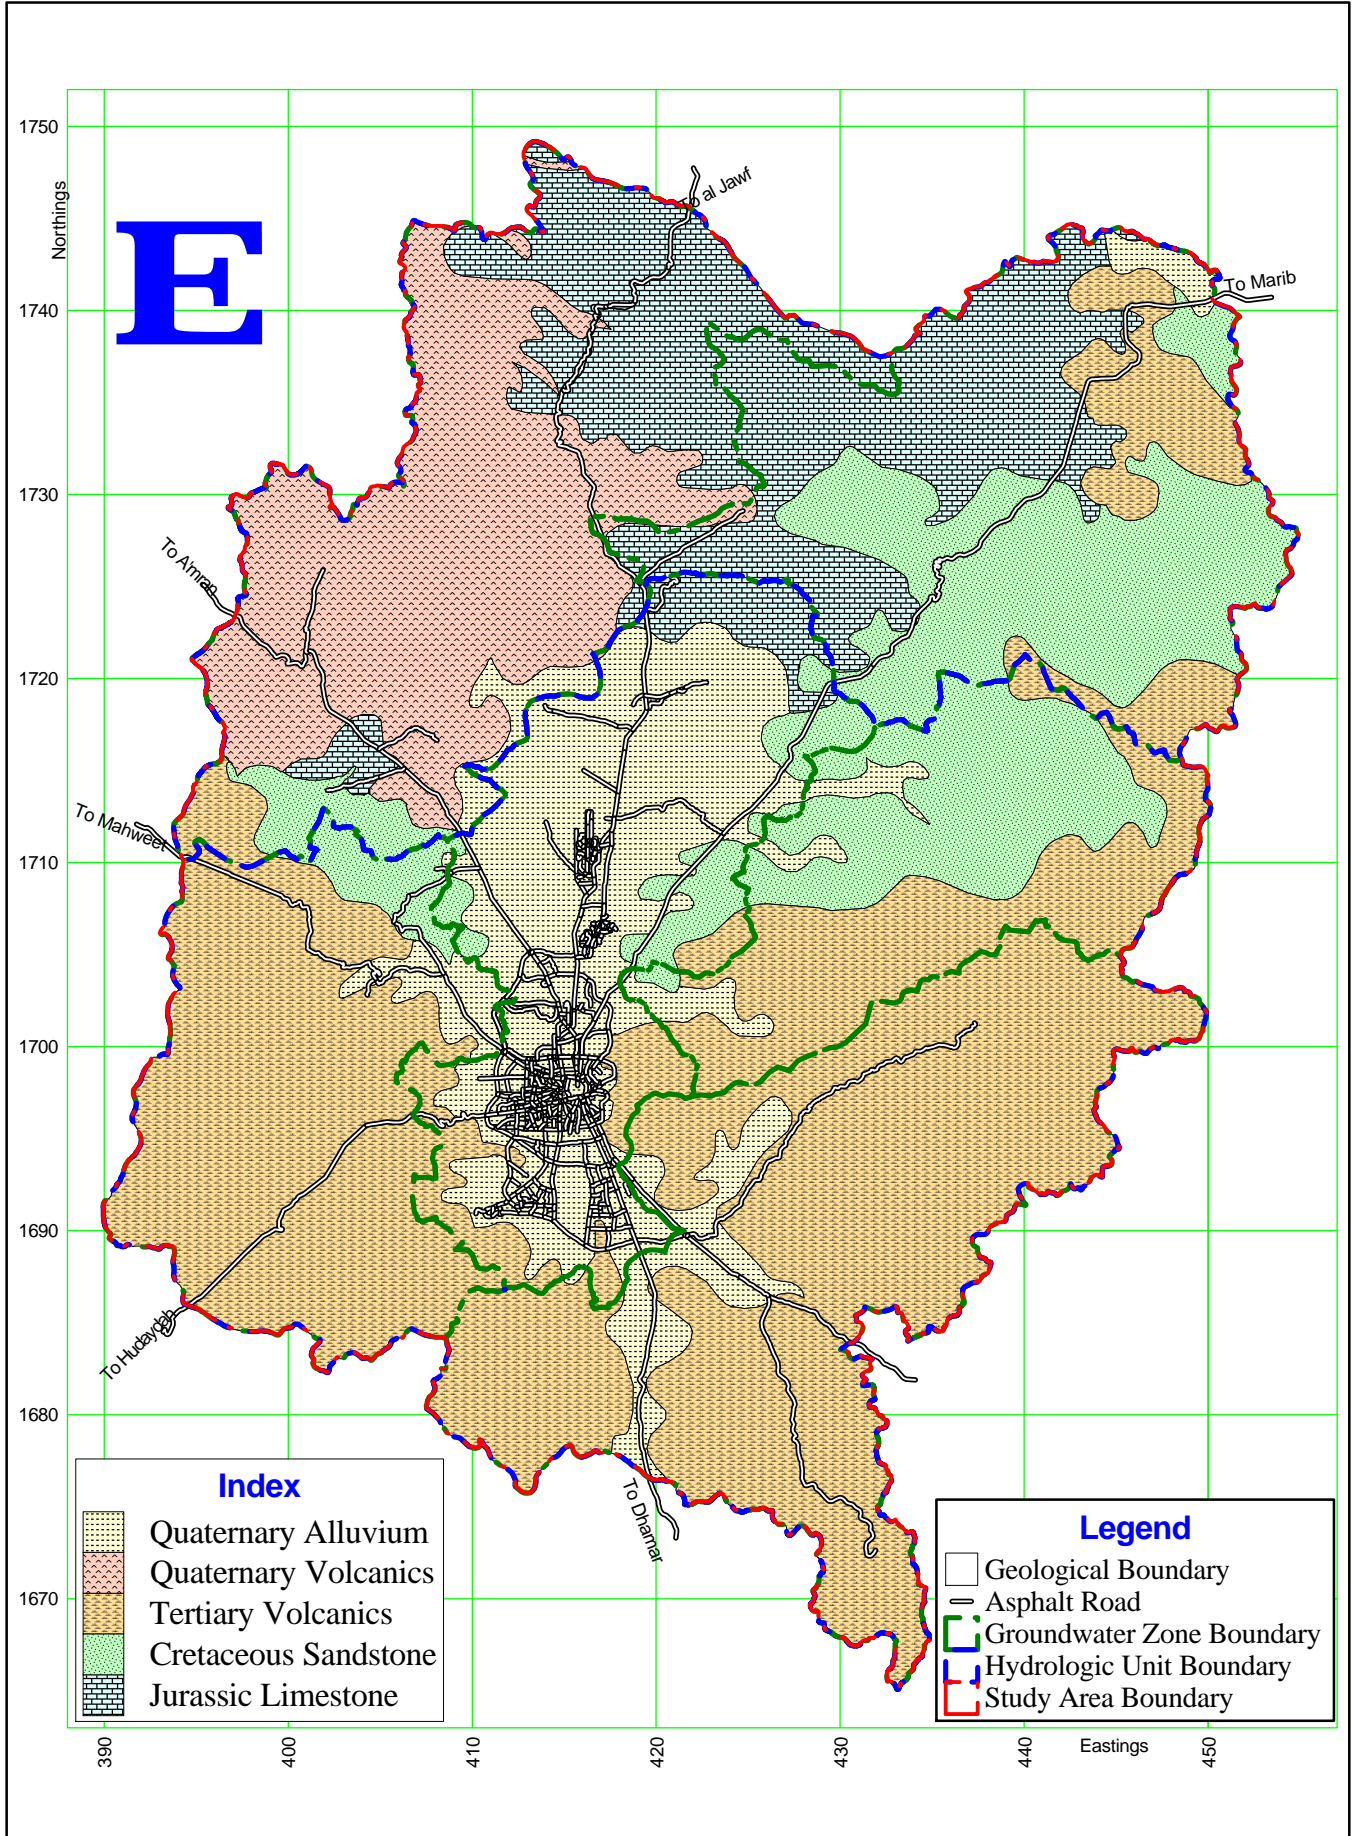 1750
Northings
E
To al Jawf
To Marib
1740
1730
To A'mran
1720
To Mahweet
1710
1700
1690
To Hudaydah
1680
To Dhamar
1670
Index
Quaternary Alluvium
Quaternary Volcanics
Tertiary Volcanics
Cretaceous Sandstone
Jurassic Limestone
Legend
Geological Boundary
Asphalt Road
Groundwater Zone Boundary
Hydrologic Unit Boundary
Study Area Boundary
390 400 410 420 430 440 Eastings 450